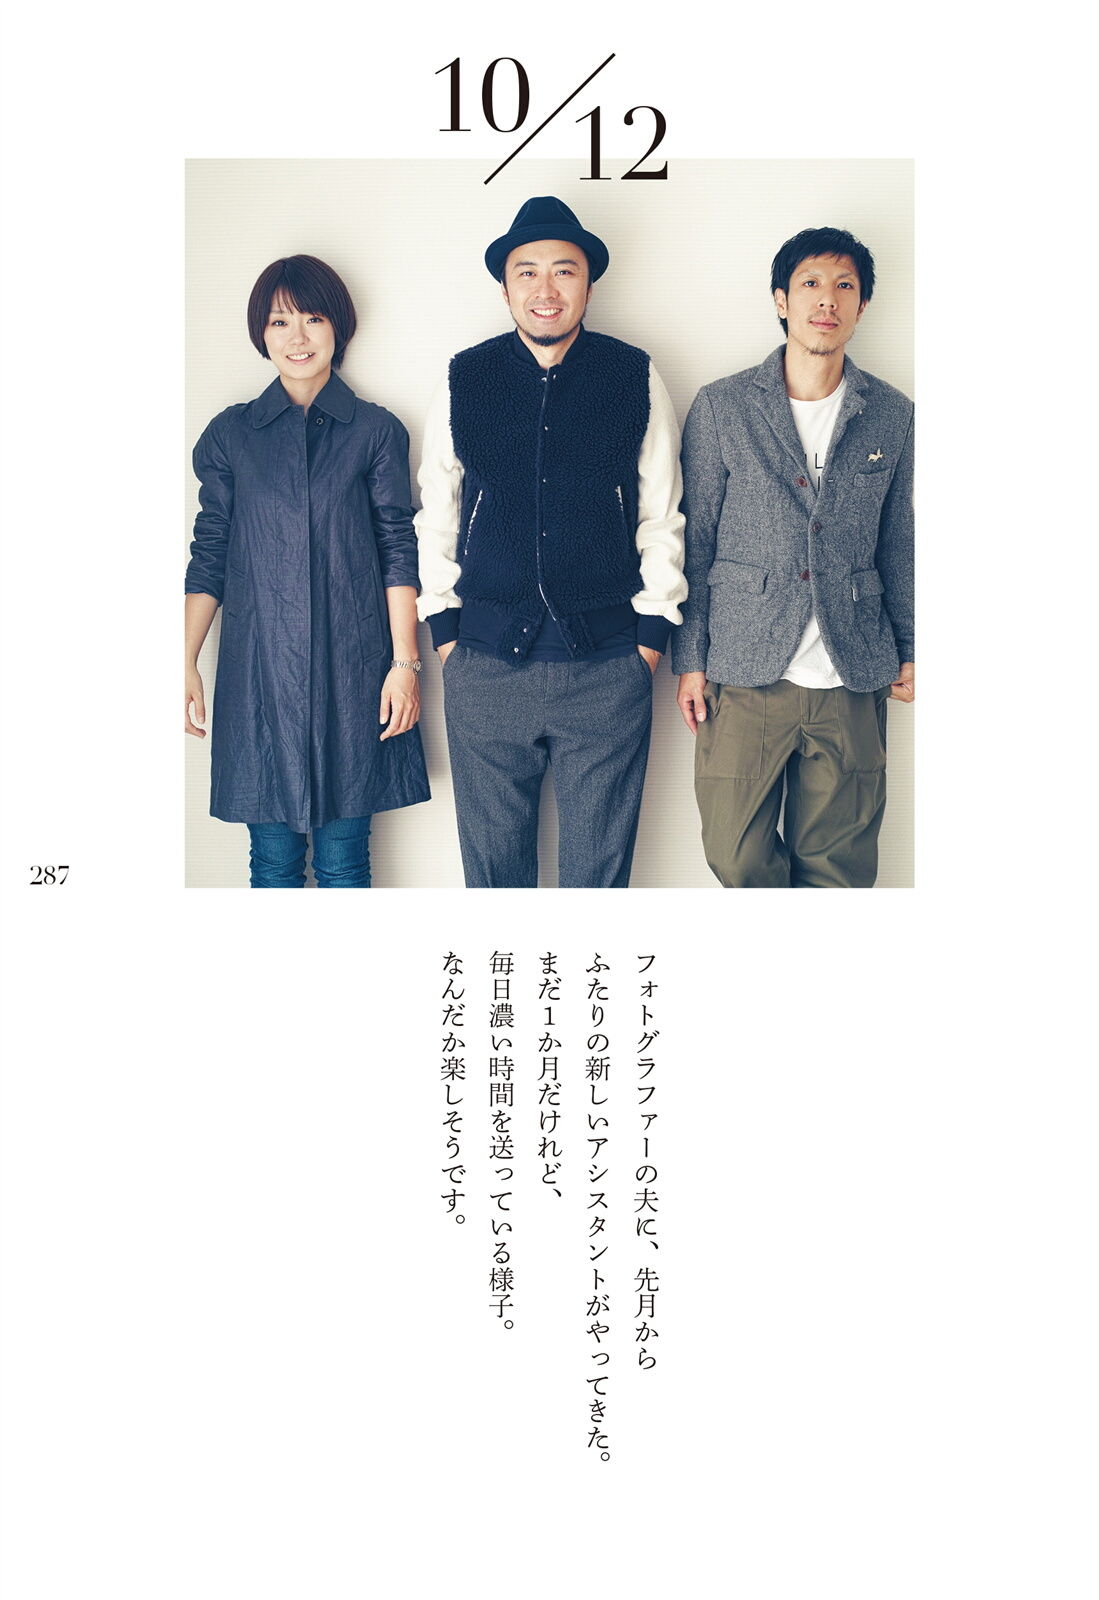 10/12
287
フォトグラファーの夫に、先月から
ふたりの新しいアシスタントがやってきた。
まだ1か月だけれど、
毎日濃い時間を送っている様子。
なんだか楽しそうです。